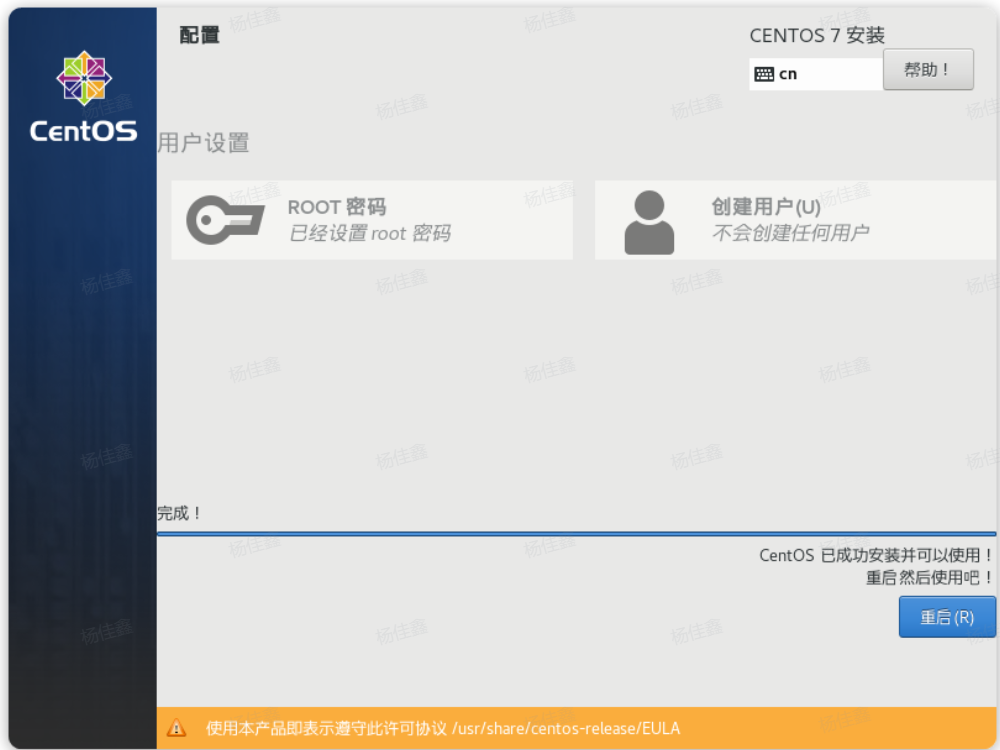 配置
CENTOS 7 安装
cn
帮助！
CentOS
用户设置
ROOT 密码
已经设置 root 密码
创建用户(U)
不会创建任何用户
完成！
CentOS 已成功安装并可以使用！
重启然后使用吧！
重启(R)
使用本产品即表示遵守此许可协议 /usr/share/centos-release/EULA
杨佳鑫